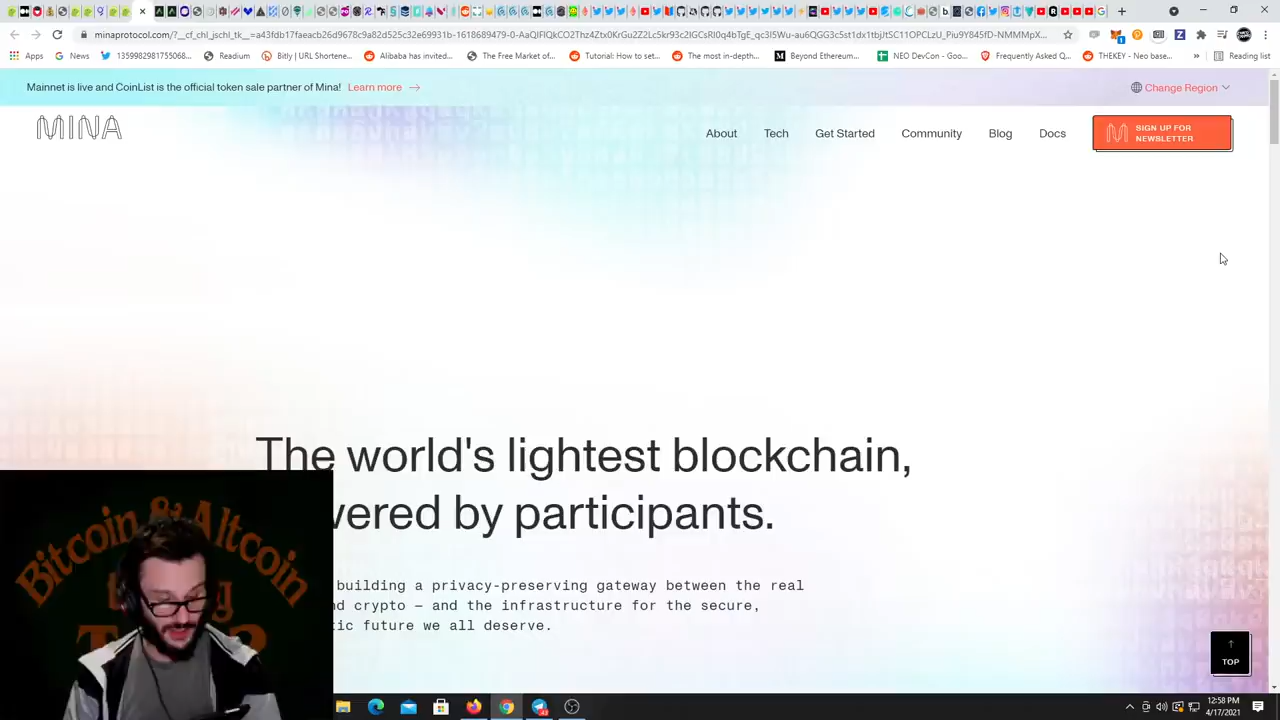 minaprotocol.com/?__cf_chl_jschl_tk__=a43fdb17faeacb26d9678c9a82d525c32e69931b-1618689479-0-
Apps
News
1359982981755068...
Readium
Bitly | URL Shortene...
Alibaba has identified...
The Free Market of...
Tutorial: How to set...
The most in-depth...
Beyond Ethereum...
NEO DevCon - Goo...
Frequently Asked Q...
THEKEY - Neo base...
»
Reading list
Mainnet is live and CoinList is the official token sale partner of Mina! Learn more →
Change Region
MINA
About
Tech
Get Started
Community
Blog
Docs
SIGN UP FOR
NEWSLETTER
The world's lightest blockchain,
wered by participants.
building a privacy-preserving gateway between the real
nd crypto — and the infrastructure for the secure,
tic future we all deserve.
Bitcoin & Altcoin
↑
TOP
12:58 PM
4/17/2021